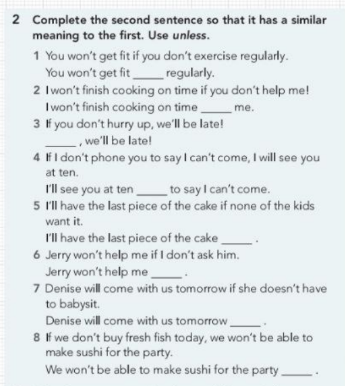 2 Complete the second sentence so that it has a similar
meaning to the first. Use unless.
1 You won't get fit if you don't exercise regularly.
You won't get fit _____ regularly.
2 I won't finish cooking on time if you don't help me!
I won't finish cooking on time _____ me.
3 If you don't hurry up, we'll be late!
_____, we'll be late!
4 If I don't phone you to say I can't come, I will see you
at ten.
I'll see you at ten _____ to say I can't come.
5 I'll have the last piece of the cake if none of the kids
want it.
I'll have the last piece of the cake _____.
6 Jerry won't help me if I don't ask him.
Jerry won't help me _____.
7 Denise will come with us tomorrow if she doesn't have
to babysit.
Denise will come with us tomorrow _____.
8 If we don't buy fresh fish today, we won't be able to
make sushi for the party.
We won't be able to make sushi for the party _____.